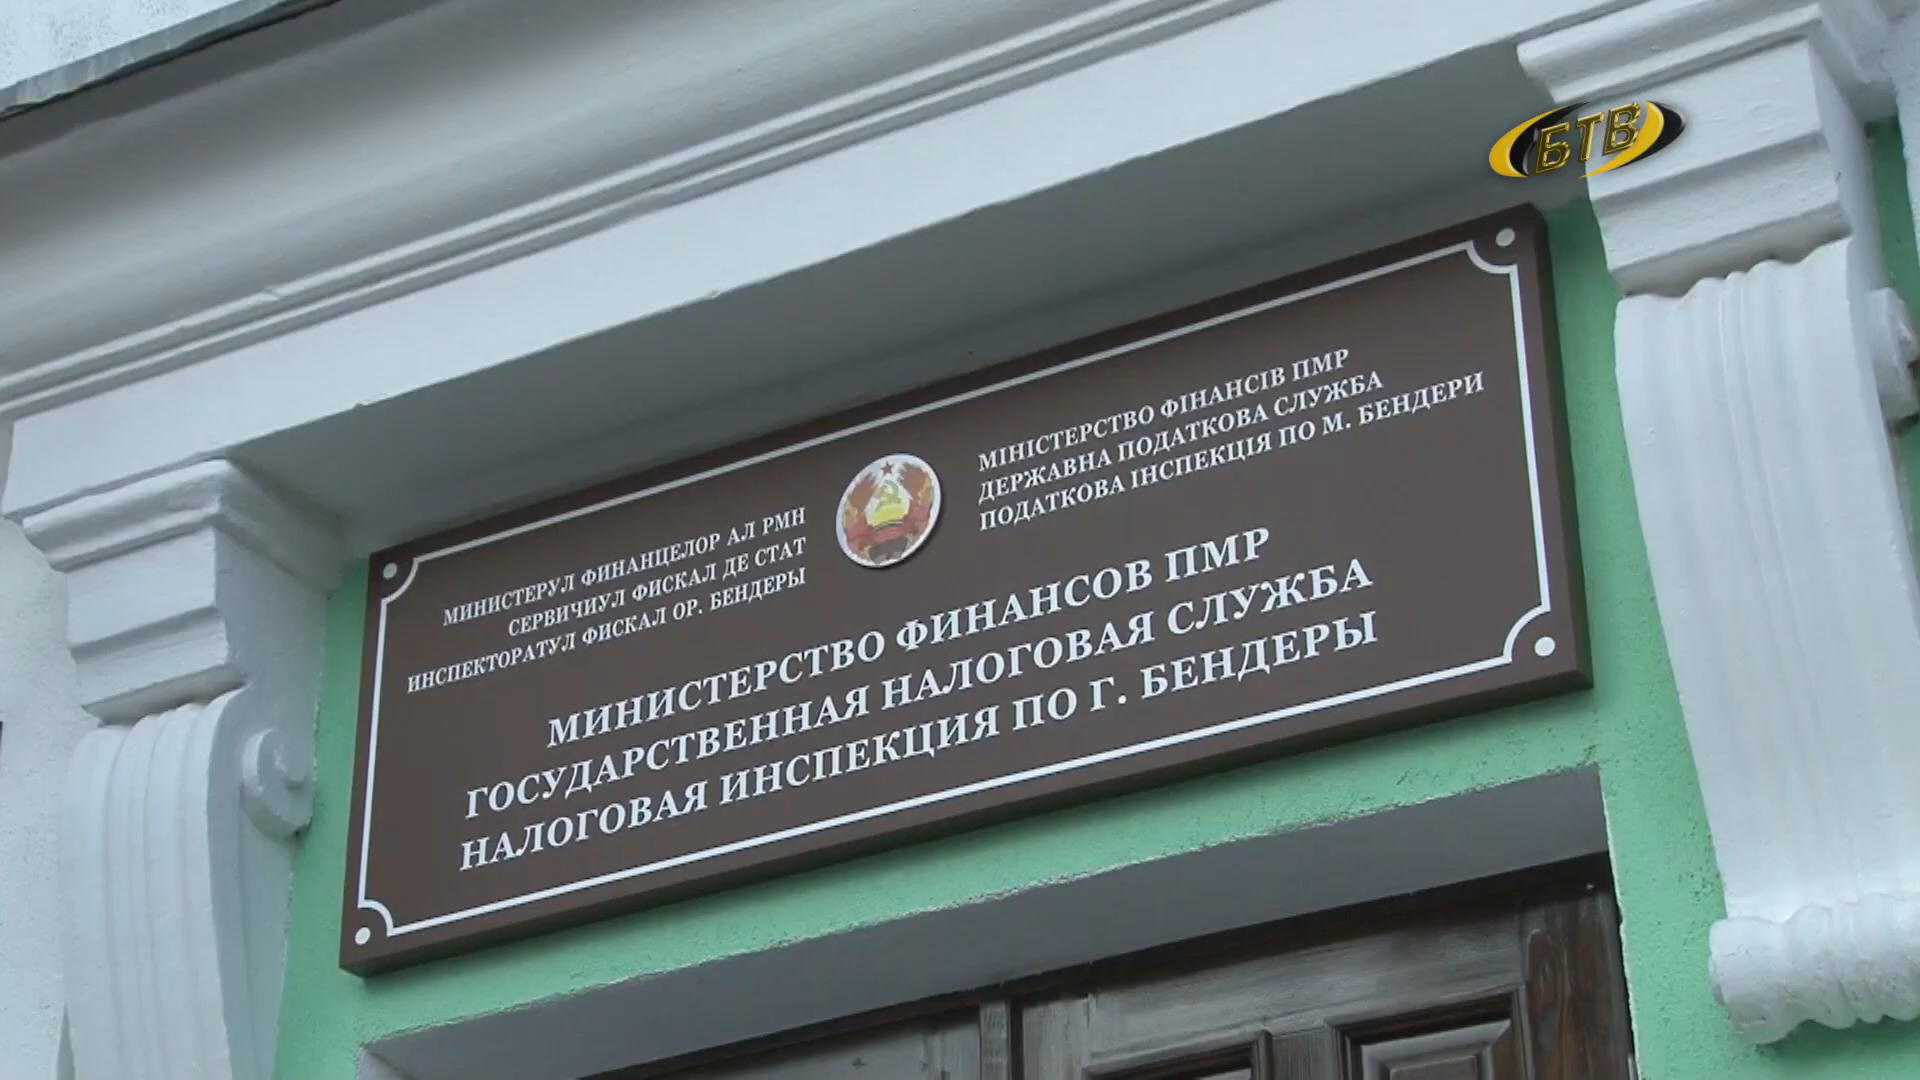 БТВ
МИНИСТЕРУЛ ФИНАНЦЕЛОР АЛ РМН
СЕРВИЧИУЛ ФИСКАЛ ДЕ СТАТ
ИНСПЕКТОРАТУЛ ФИСКАЛ ОР. БЕНДЕРЫ
МІНІСТЕРСТВО ФІНАНСІВ ПМР
ДЕРЖАВНА ПОДАТКОВА СЛУЖБА
ПОДАТКОВА ІНСПЕКЦІЯ ПО М. БЕНДЕРИ
МИНИСТЕРСТВО ФИНАНСОВ ПМР
ГОСУДАРСТВЕННАЯ НАЛОГОВАЯ СЛУЖБА
НАЛОГОВАЯ ИНСПЕКЦИЯ ПО Г. БЕНДЕРЫ